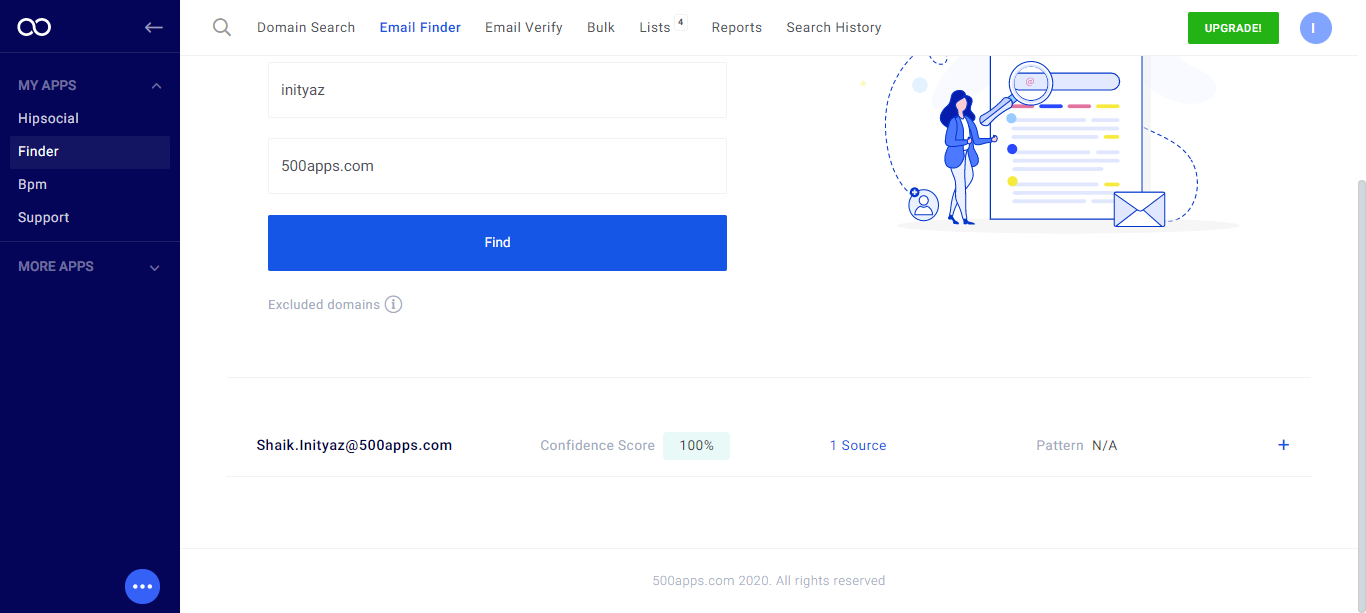 Domain Search Email Finder Email Verify Bulk Lists 4 Reports Search History UPGRADE! I
MY APPS
Hipsocial
Finder
Bpm
Support
MORE APPS
inityaz
@
500apps.com
Find
Excluded domains i
Shaik.Inityaz@500apps.com Confidence Score 100% 1 Source Pattern N/A +
500apps.com 2020. All rights reserved